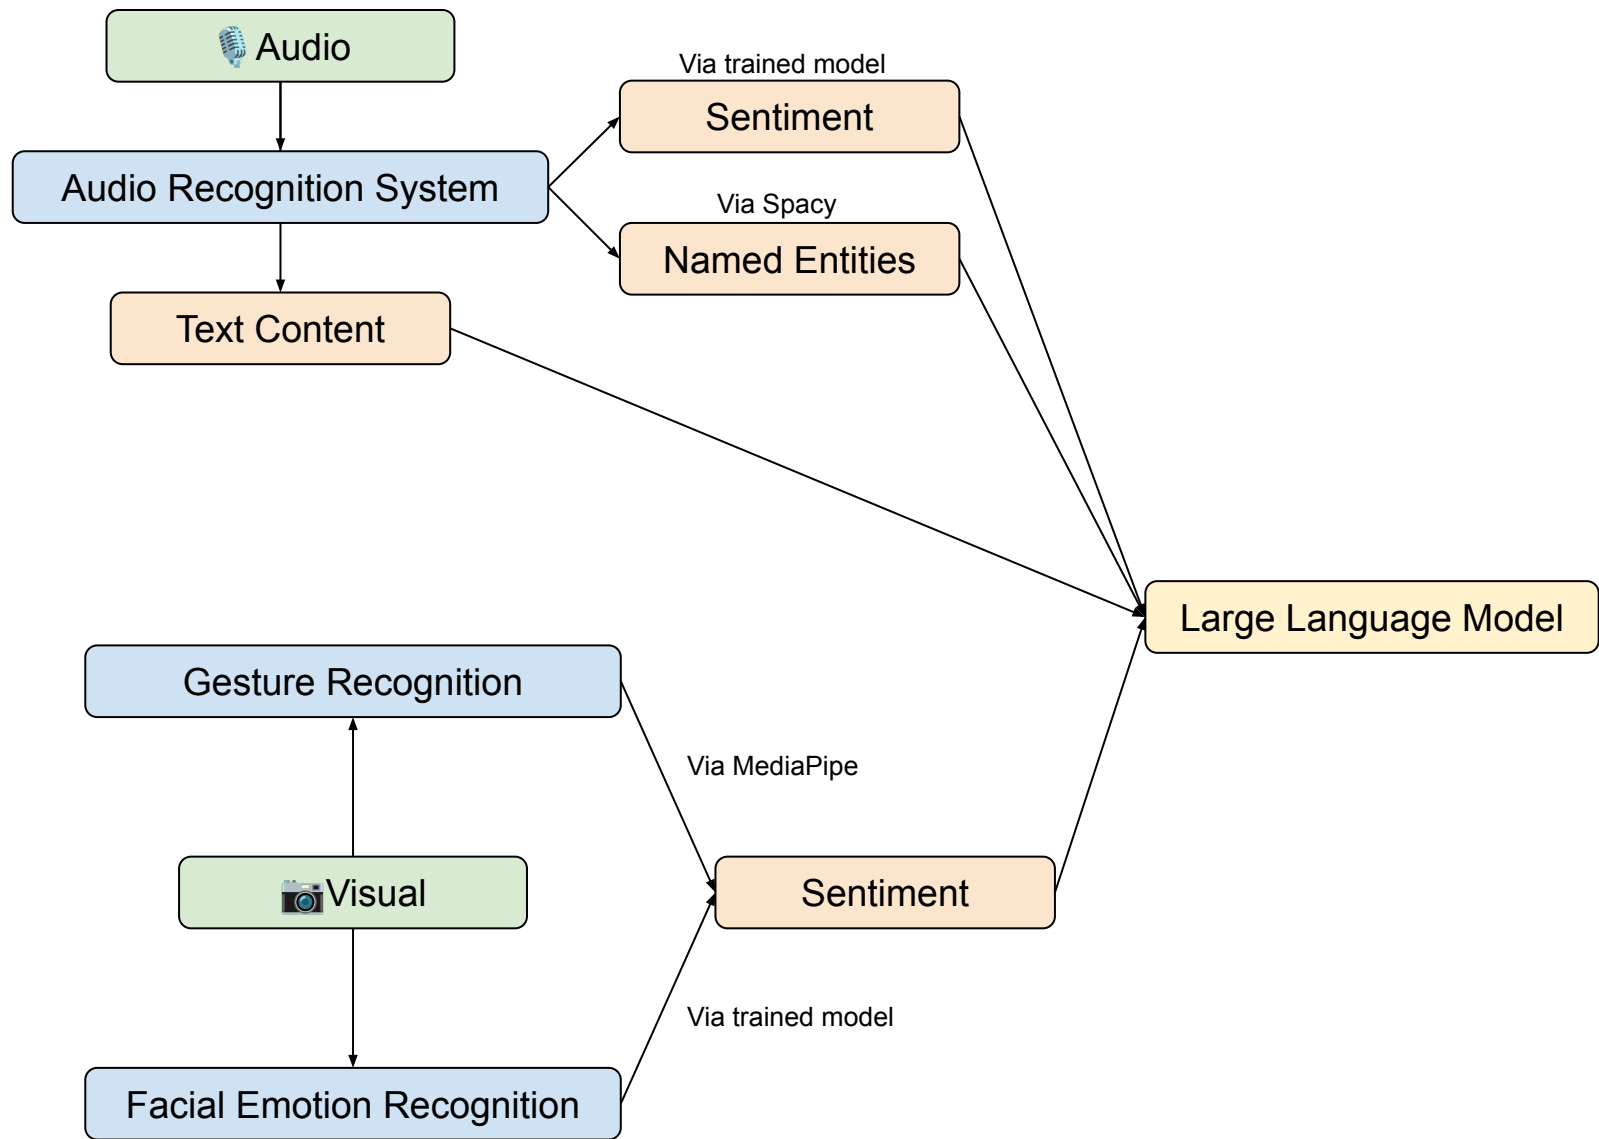 🎙️Audio
Via trained model
Sentiment
Audio Recognition System
Via Spacy
Named Entities
Text Content
Large Language Model
Gesture Recognition
Via MediaPipe
📷Visual
Sentiment
Via trained model
Facial Emotion Recognition